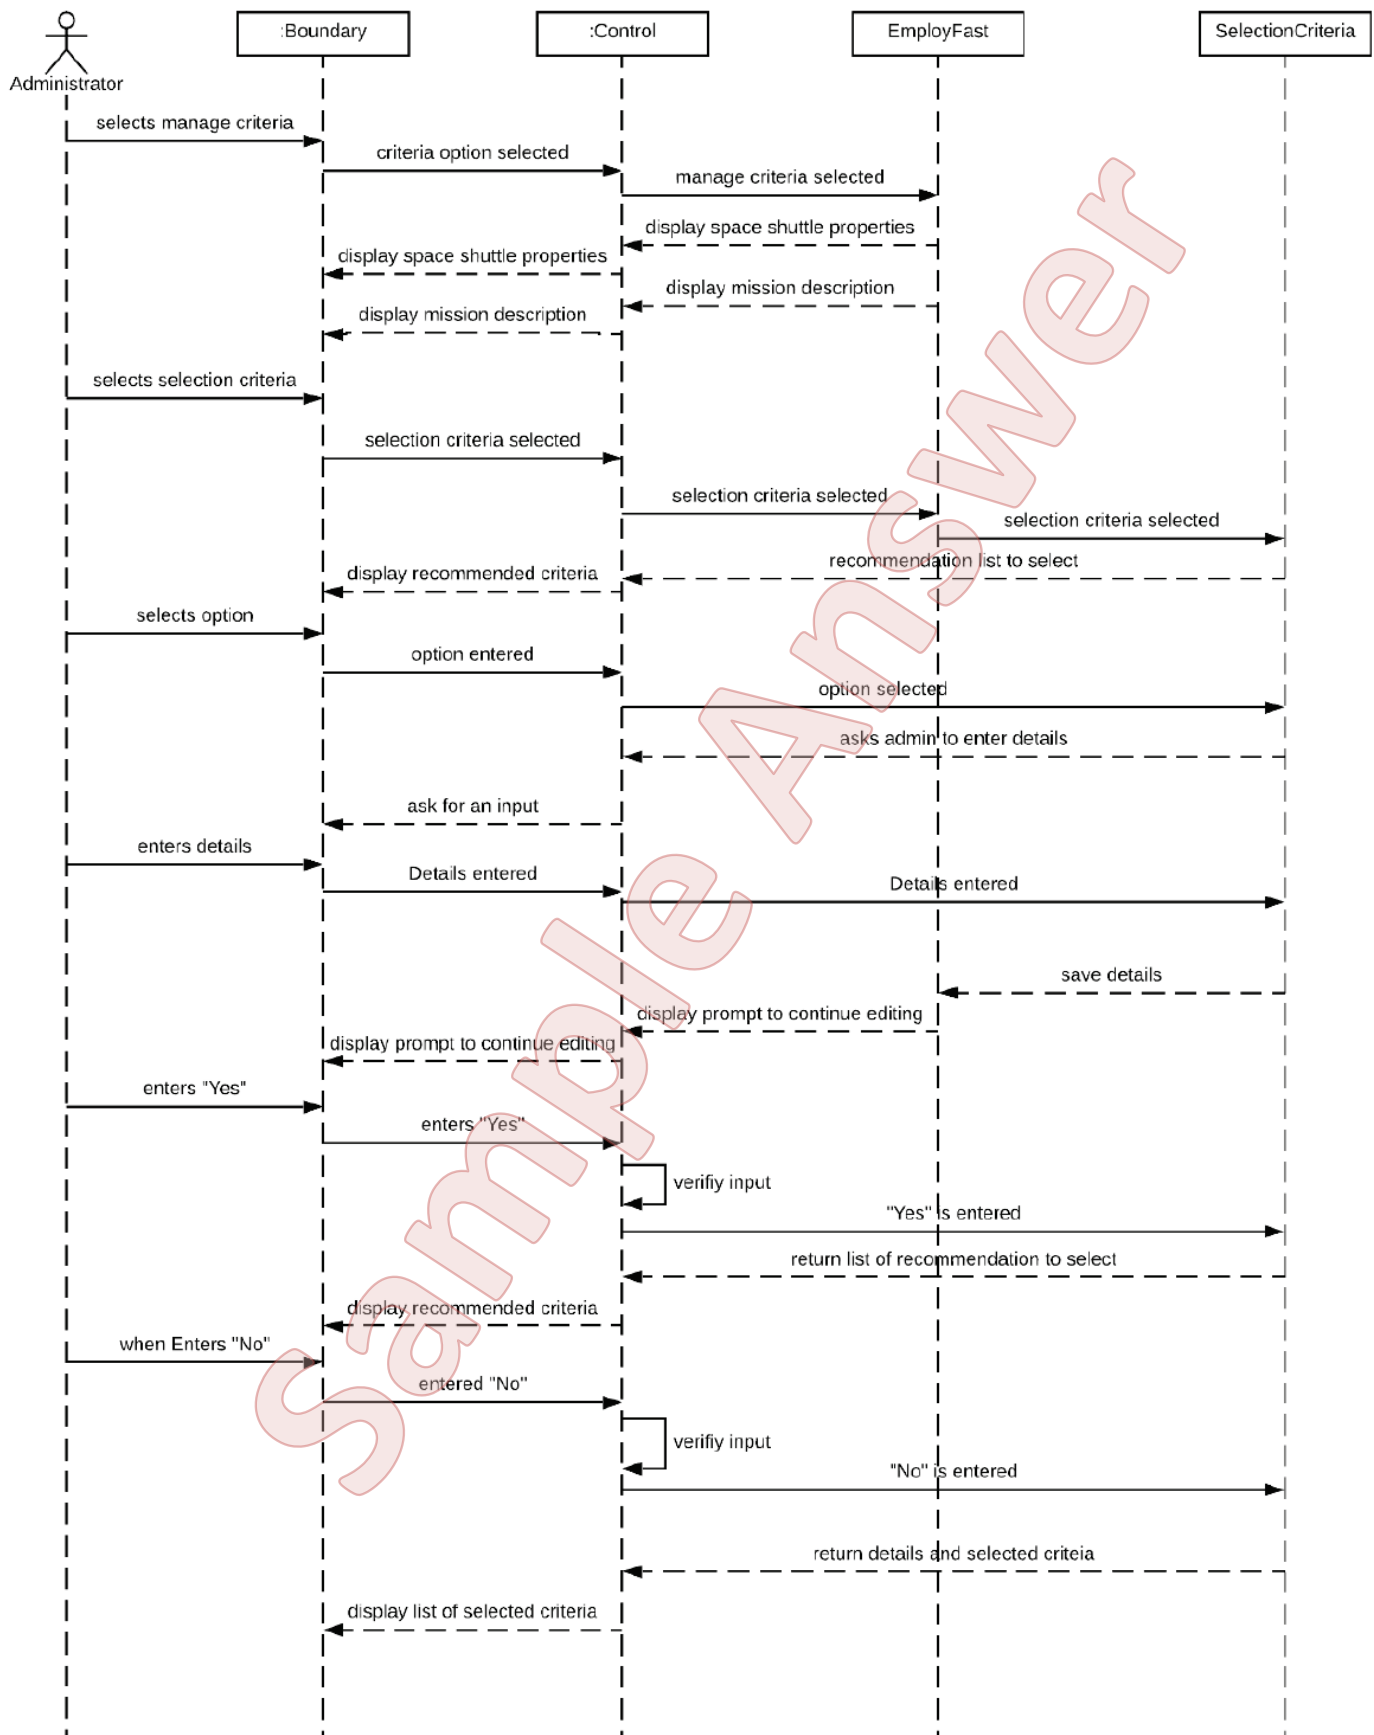 :Boundary
:Control
EmployFast
SelectionCriteria
Administrator
selects manage criteria
criteria option selected
manage criteria selected
display space shuttle properties
display space shuttle properties
display mission description
display mission description
selects selection criteria
selection criteria selected
selection criteria selected
selection criteria selected
recommendation list to select
display recommended criteria
selects option
option entered
option selected
asks admin to enter details
ask for an input
enters details
Details entered
Details entered
save details
display prompt to continue editing
display prompt to continue editing
enters "Yes"
enters "Yes"
verifiy input
"Yes" is entered
return list of recommendation to select
display recommended criteria
when Enters "No"
entered "No"
verifiy input
"No" is entered
return details and selected criteia
display list of selected criteria
Sample Answer